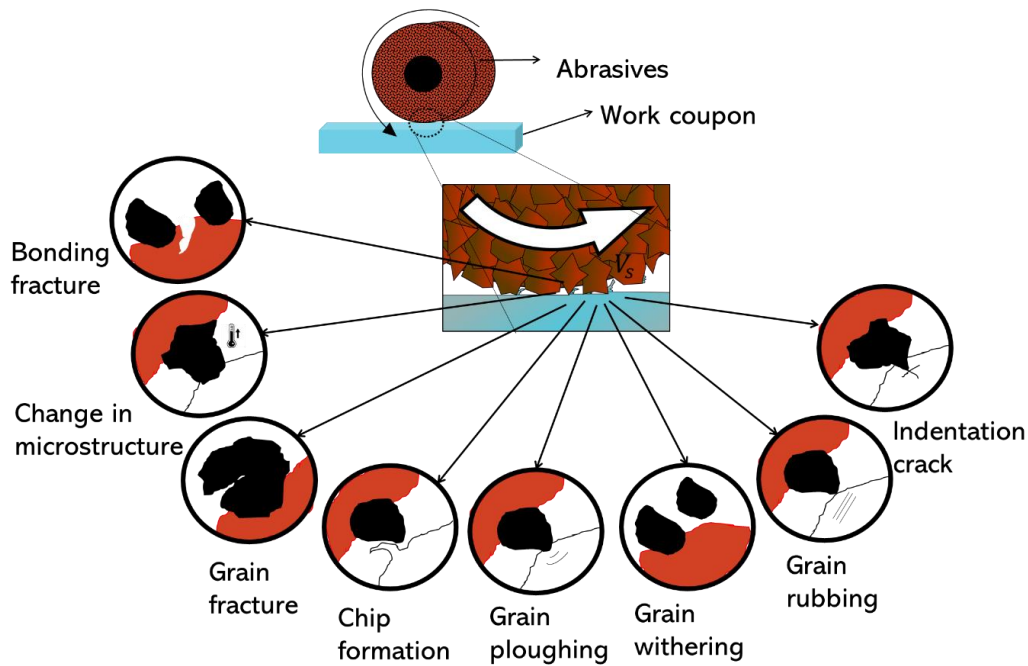 Abrasives
Work coupon
V_s
Bonding
fracture
Change in
microstructure
Grain
fracture
Chip
formation
Grain
ploughing
Grain
withering
Grain
rubbing
Indentation
crack